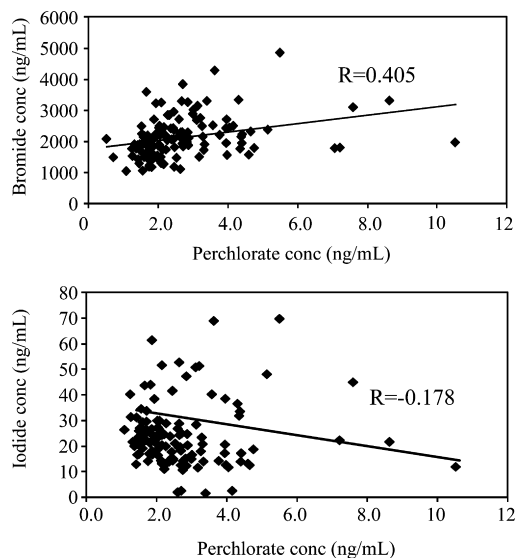 6000
5000
4000
3000
2000
1000
0
Bromide conc (ng/mL)
R=0.405
0 2.0 4.0 6.0 8 10 12
Perchlorate conc (ng/mL)
80
70
60
50
40
30
20
10
0
Iodide conc (ng/mL)
R=-0.178
0.0 2.0 4.0 6.0 8.0 10 12
Perchlorate conc (ng/mL)